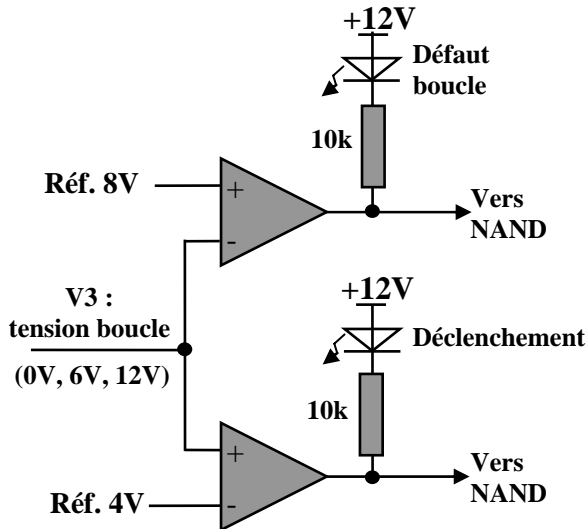 +12V
Défaut
boucle
10k
Réf. 8V
+
-
Vers
NAND
V3 :
tension boucle
(0V, 6V, 12V)
+12V
Déclenchement
10k
+
-
Réf. 4V
Vers
NAND